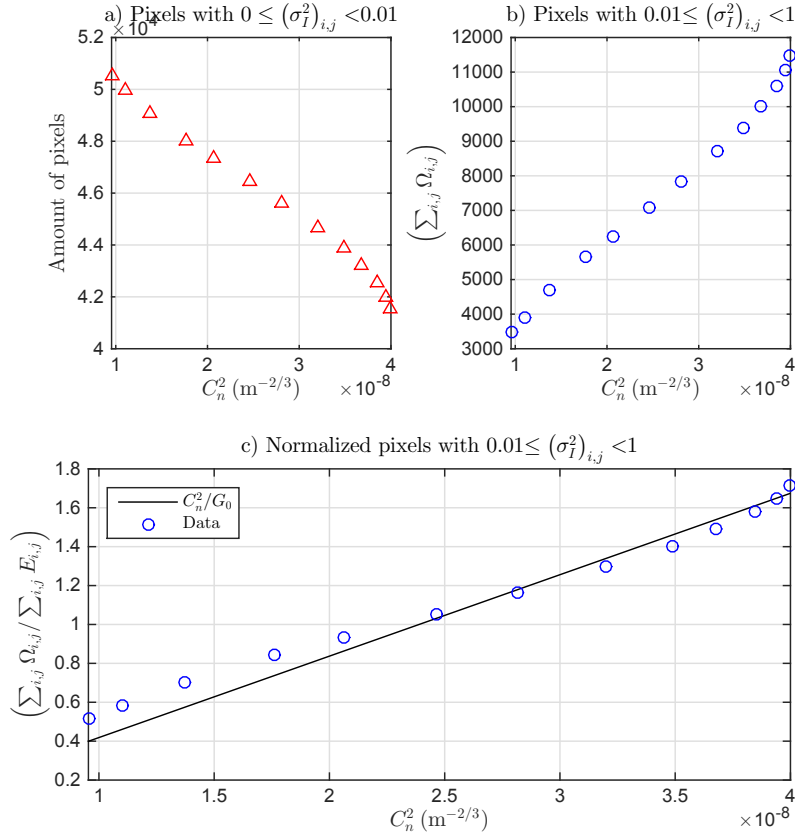 a) Pixels with 0 ≤ (σ_I^2)_{i,j} <0.01
×10^4
5.2
5
4.8
4.6
4.4
4.2
4
Amount of pixels
1 2 3 4
C_n^2 (m^{-2/3}) ×10^{-8}
b) Pixels with 0.01≤ (σ_I^2)_{i,j} <1
12000
11000
10000
9000
8000
7000
6000
5000
4000
3000
(∑_{i,j} Ω_{i,j})
1 2 3 4
C_n^2 (m^{-2/3}) ×10^{-8}
c) Normalized pixels with 0.01≤ (σ_I^2)_{i,j} <1
1.8
1.6
1.4
1.2
1
0.8
0.6
0.4
0.2
(∑_{i,j} Ω_{i,j}/ ∑_{i,j} E_{i,j})
C_n^2/G_0
Data
1 1.5 2 2.5 3 3.5 4
C_n^2 (m^{-2/3}) ×10^{-8}